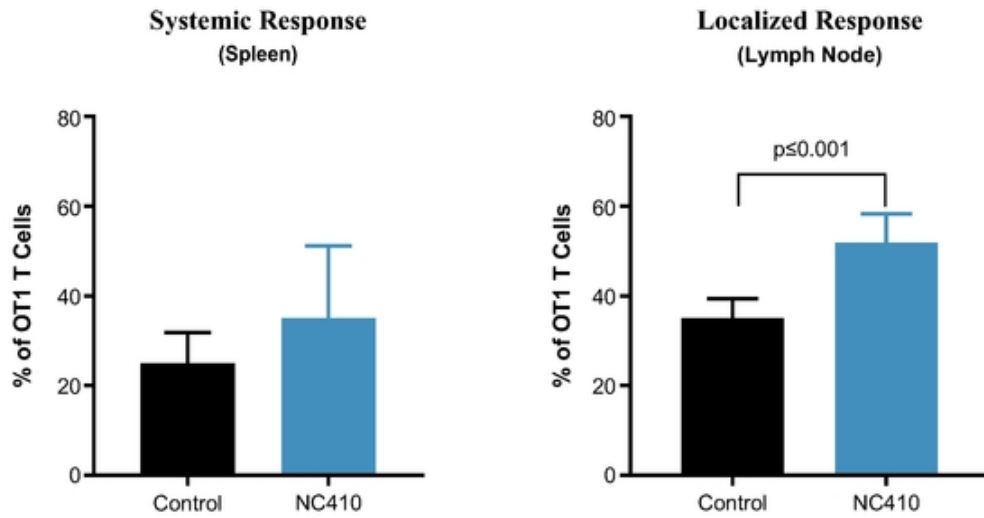 Systemic Response
(Spleen)
80
60
40
20
0
% of OT1 T Cells
Control
NC410
Localized Response
(Lymph Node)
80
60
40
20
0
% of OT1 T Cells
p≤0.001
Control
NC410